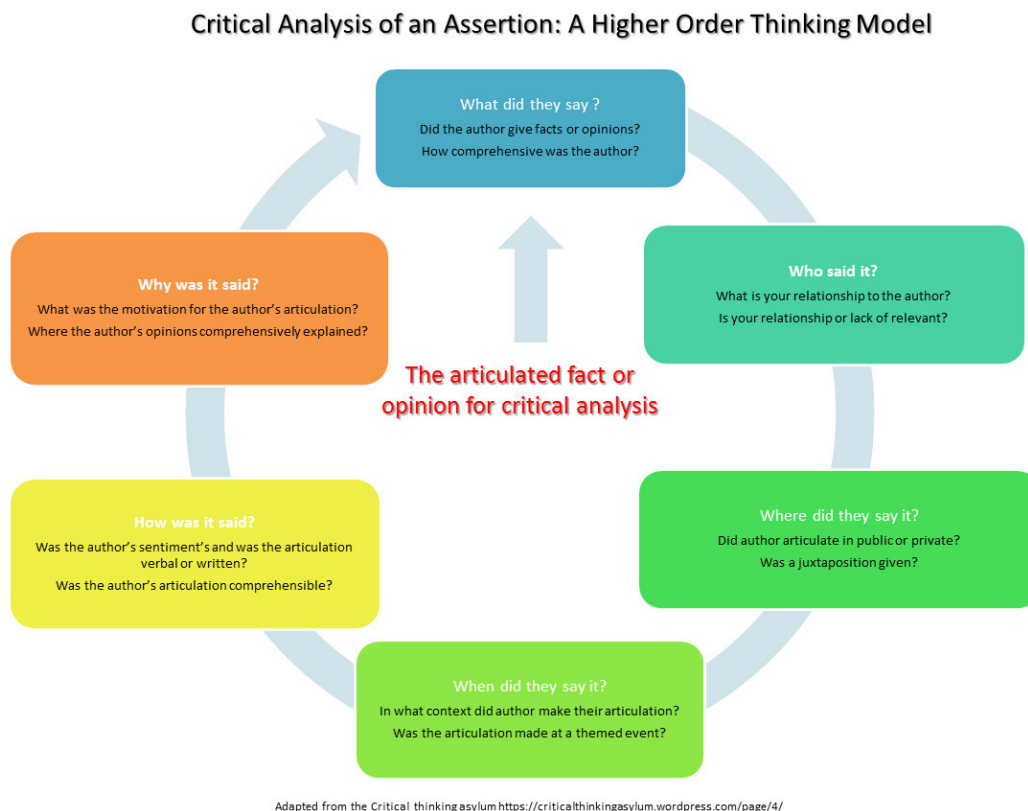 Critical Analysis of an Assertion: A Higher Order Thinking Model
What did they say ?
Did the author give facts or opinions?
How comprehensive was the author?
Who said it?
What is your relationship to the author?
Is your relationship or lack of relevant?
Where did they say it?
Did author articulate in public or private?
Was a juxtaposition given?
When did they say it?
In what context did author make their articulation?
Was the articulation made at a themed event?
How was it said?
Was the author's sentiment's and was the articulation
verbal or written?
Was the author's articulation comprehensible?
Why was it said?
What was the motivation for the author's articulation?
Where the author's opinions comprehensively explained?
The articulated fact or
opinion for critical analysis
Adapted from the Critical thinking asylum https://criticalthinkingasylum.wordpress.com/page/4/